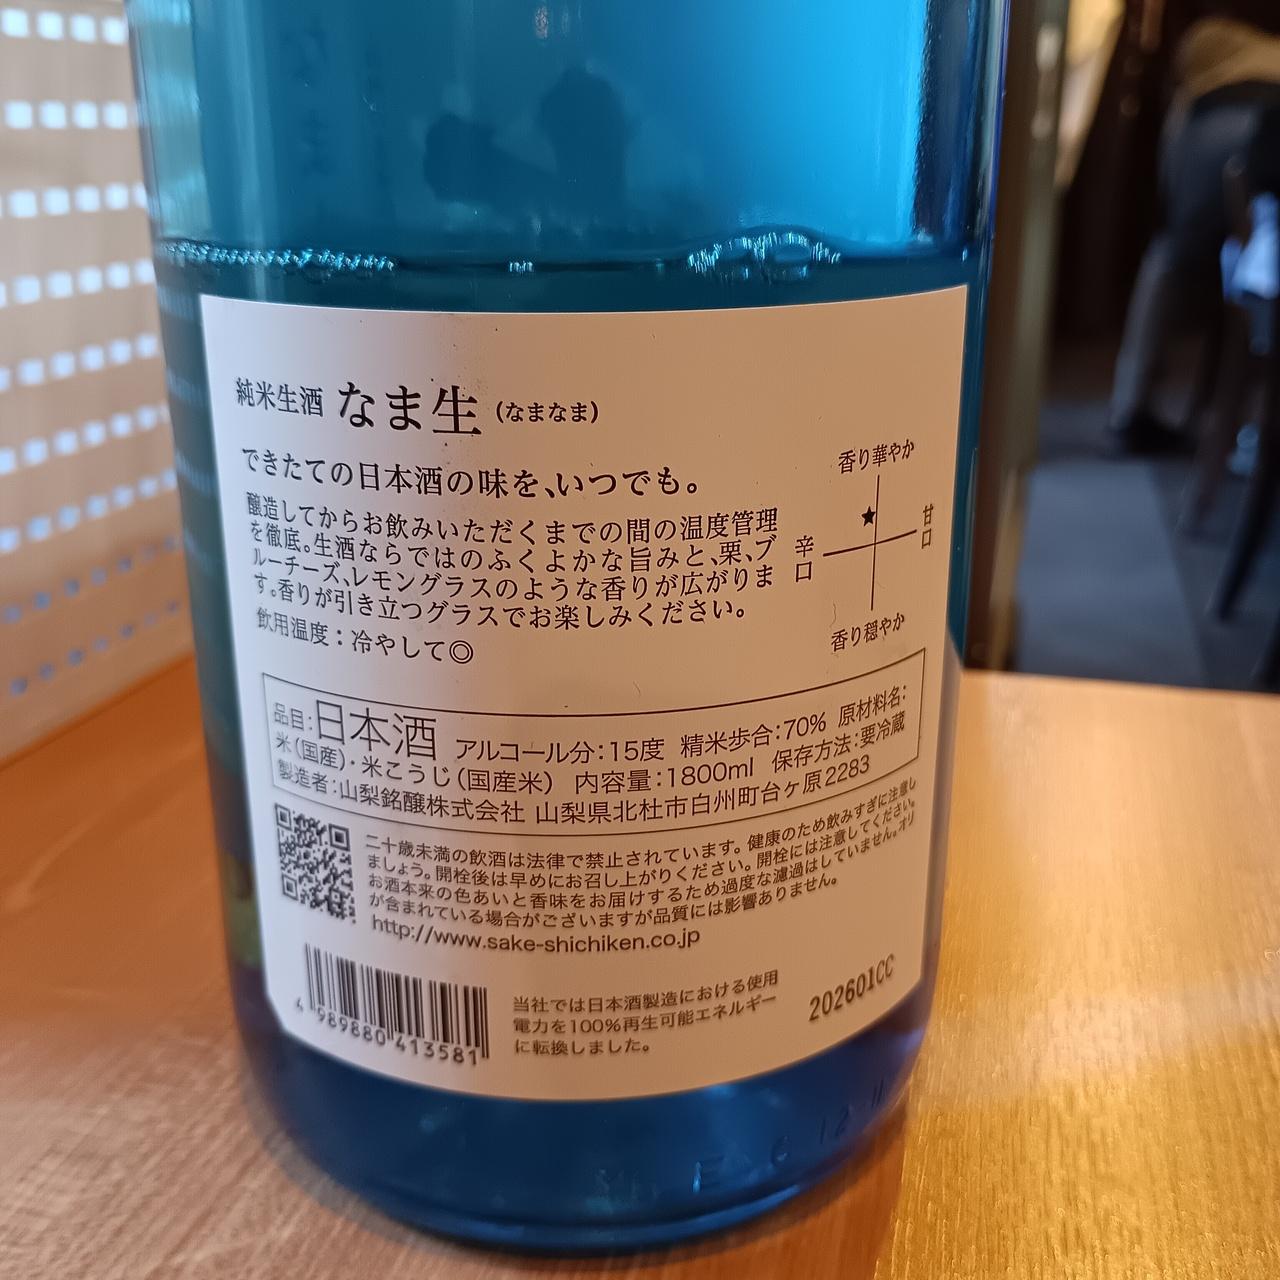 純米生酒 なま生 (なまなま)
できたての日本酒の味を、いつでも。
醸造してからお飲みいただくまでの間の温度管理
を徹底。生酒ならではのふくよかな旨みと、栗、ブ
ルーチーズ、レモングラスのような香りが広がりま
す。香りが引き立つグラスでお楽しみください。
飲用温度：冷やして◎
香り華やか
辛口
★
甘口
香り穏やか
品目：日本酒 アルコール分：15度 精米歩合：70% 原材料名：
米（国産）・米こうじ（国産米） 内容量：1800ml 保存方法：要冷蔵
製造者：山梨銘醸株式会社 山梨県北杜市白州町台ヶ原2283
二十歳未満の飲酒は法律で禁止されています。健康のため飲みすぎに注意し
ましょう。開栓後は早めにお召し上がりください。開栓には注意してください。
お酒本来の色あいと香味をお届けするため過度な濾過はしていません。オリ
が含まれている場合がございますが品質には影響ありません。
http://www.sake-shichiken.co.jp
4 989880 413581
当社では日本酒製造における使用
電力を100%再生可能エネルギー
に転換しました。
202601CC